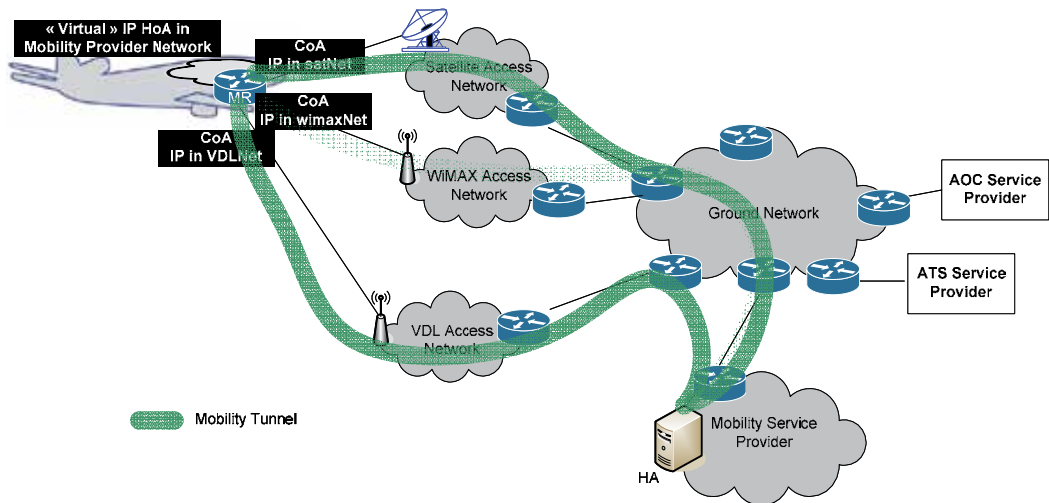 « Virtual » IP HoA in
Mobility Provider Network
CoA
IP in satNet
Satellite Access
Network
MR
CoA
IP in wimaxNet
CoA
IP in VDLNet
WiMAX Access
Network
Ground Network
AOC Service
Provider
ATS Service
Provider
VDL Access
Network
Mobility Tunnel
Mobility Service
Provider
HA